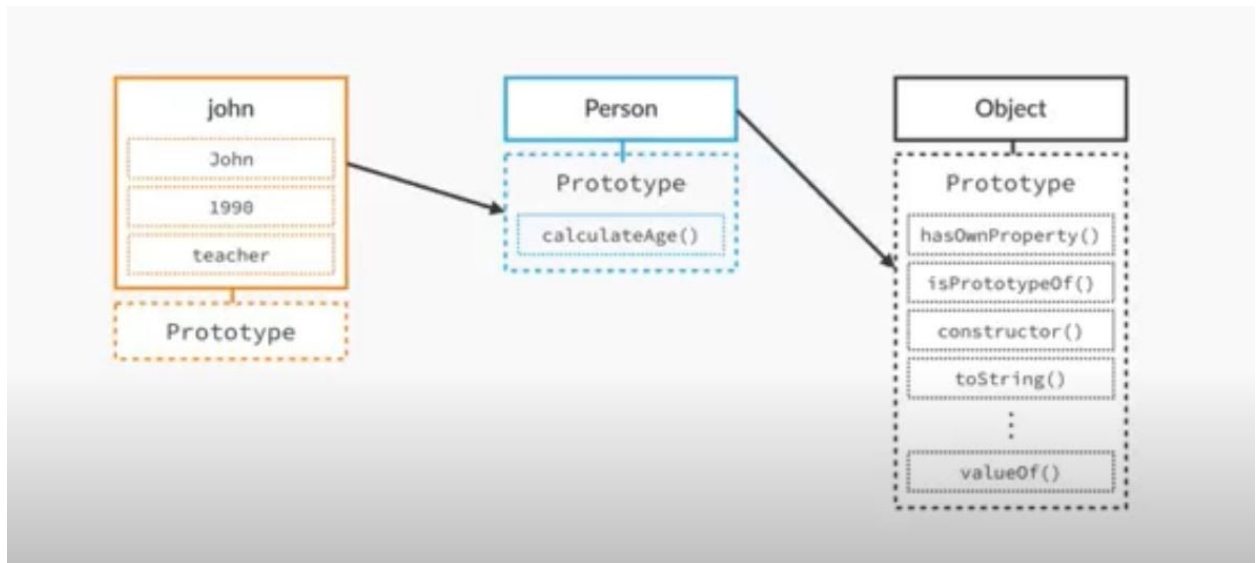 john
John
1990
teacher
Prototype
Person
Prototype
calculateAge()
Object
Prototype
hasOwnProperty()
isPrototypeOf()
constructor()
toString()
⋮
valueOf()